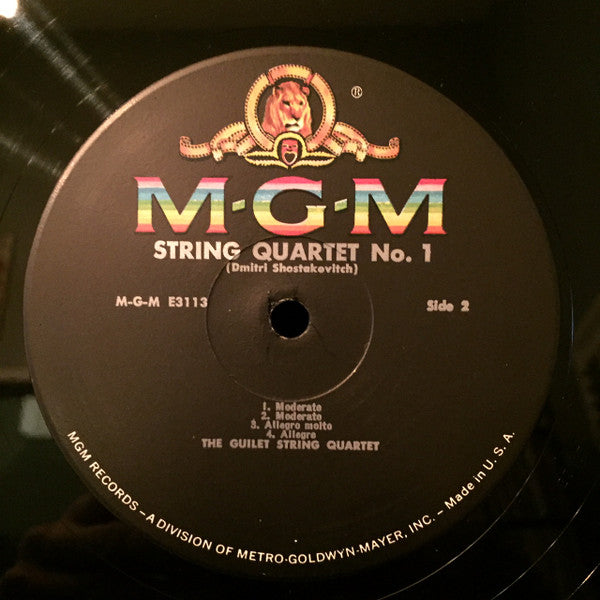 ®
M-G-M
STRING QUARTET No. 1
(Dmitri Shostakovitch)
M-G-M E3113
Side 2
1. Moderato
2. Moderato
3. Allegro molto
4. Allegro
THE GUILET STRING QUARTET
MGM RECORDS – A DIVISION OF METRO-GOLDWYN-MAYER, INC. – Made in U. S. A.